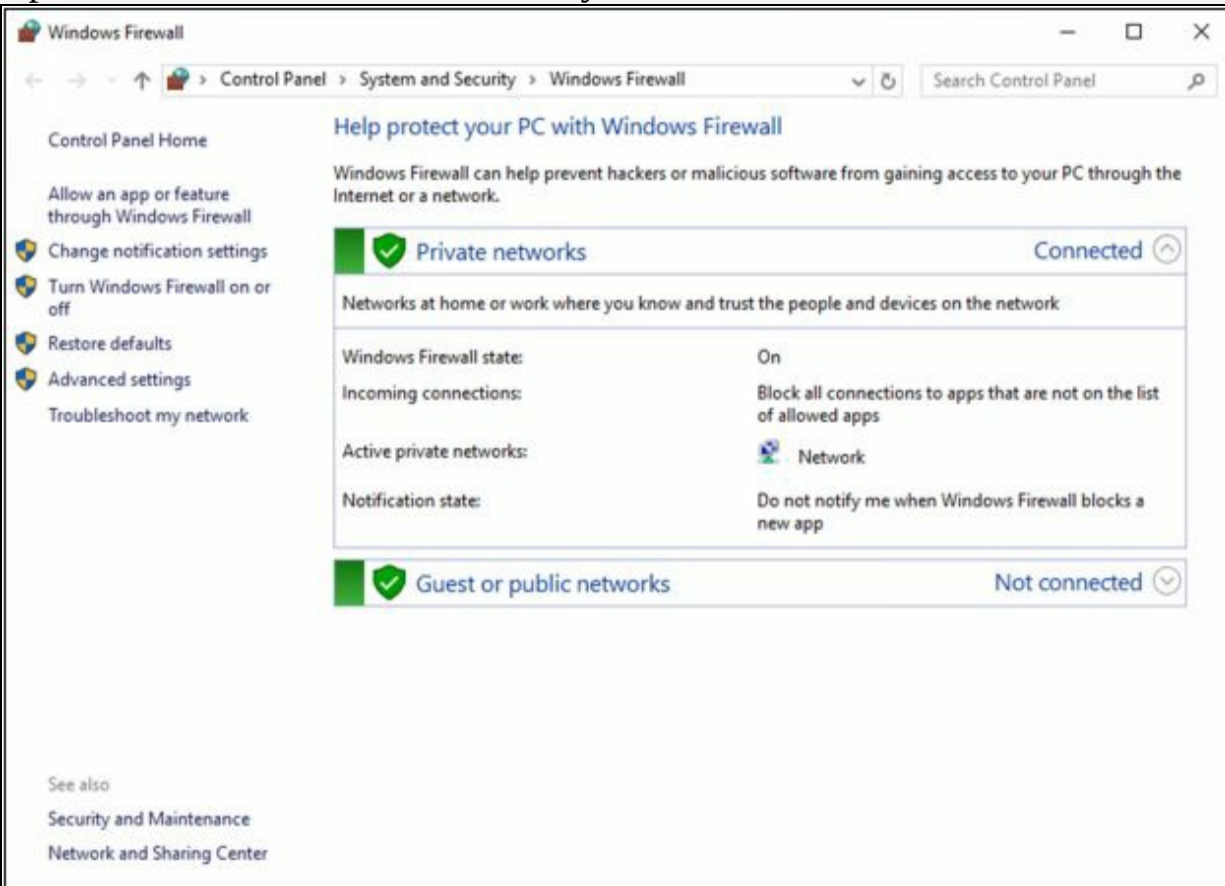 Windows Firewall
Control Panel > System and Security > Windows Firewall
Search Control Panel
Control Panel Home
Allow an app or feature
through Windows Firewall
Change notification settings
Turn Windows Firewall on or
off
Restore defaults
Advanced settings
Troubleshoot my network
See also
Security and Maintenance
Network and Sharing Center
Help protect your PC with Windows Firewall
Windows Firewall can help prevent hackers or malicious software from gaining access to your PC through the
Internet or a network.
Private networks
Connected
Networks at home or work where you know and trust the people and devices on the network
Windows Firewall state:
On
Incoming connections:
Block all connections to apps that are not on the list
of allowed apps
Active private networks:
Network
Notification state:
Do not notify me when Windows Firewall blocks a
new app
Guest or public networks
Not connected